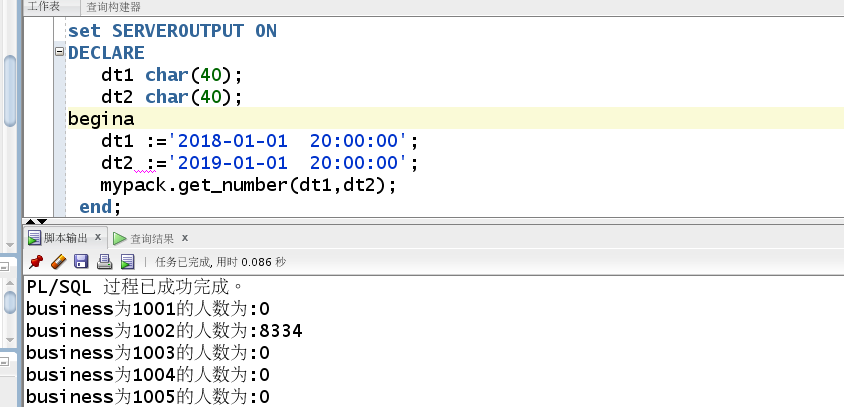 工作表 查询构建器
set SERVEROUTPUT ON
DECLARE
dt1 char(40);
dt2 char(40);
begina
dt1 :='2018-01-01  20:00:00';
dt2 :='2019-01-01  20:00:00';
mypack.get_number(dt1,dt2);
end;
脚本输出 x 查询结果 x
任务已完成, 用时 0.086 秒
PL/SQL 过程已成功完成。
business为1001的人数为:0
business为1002的人数为:8334
business为1003的人数为:0
business为1004的人数为:0
business为1005的人数为:0